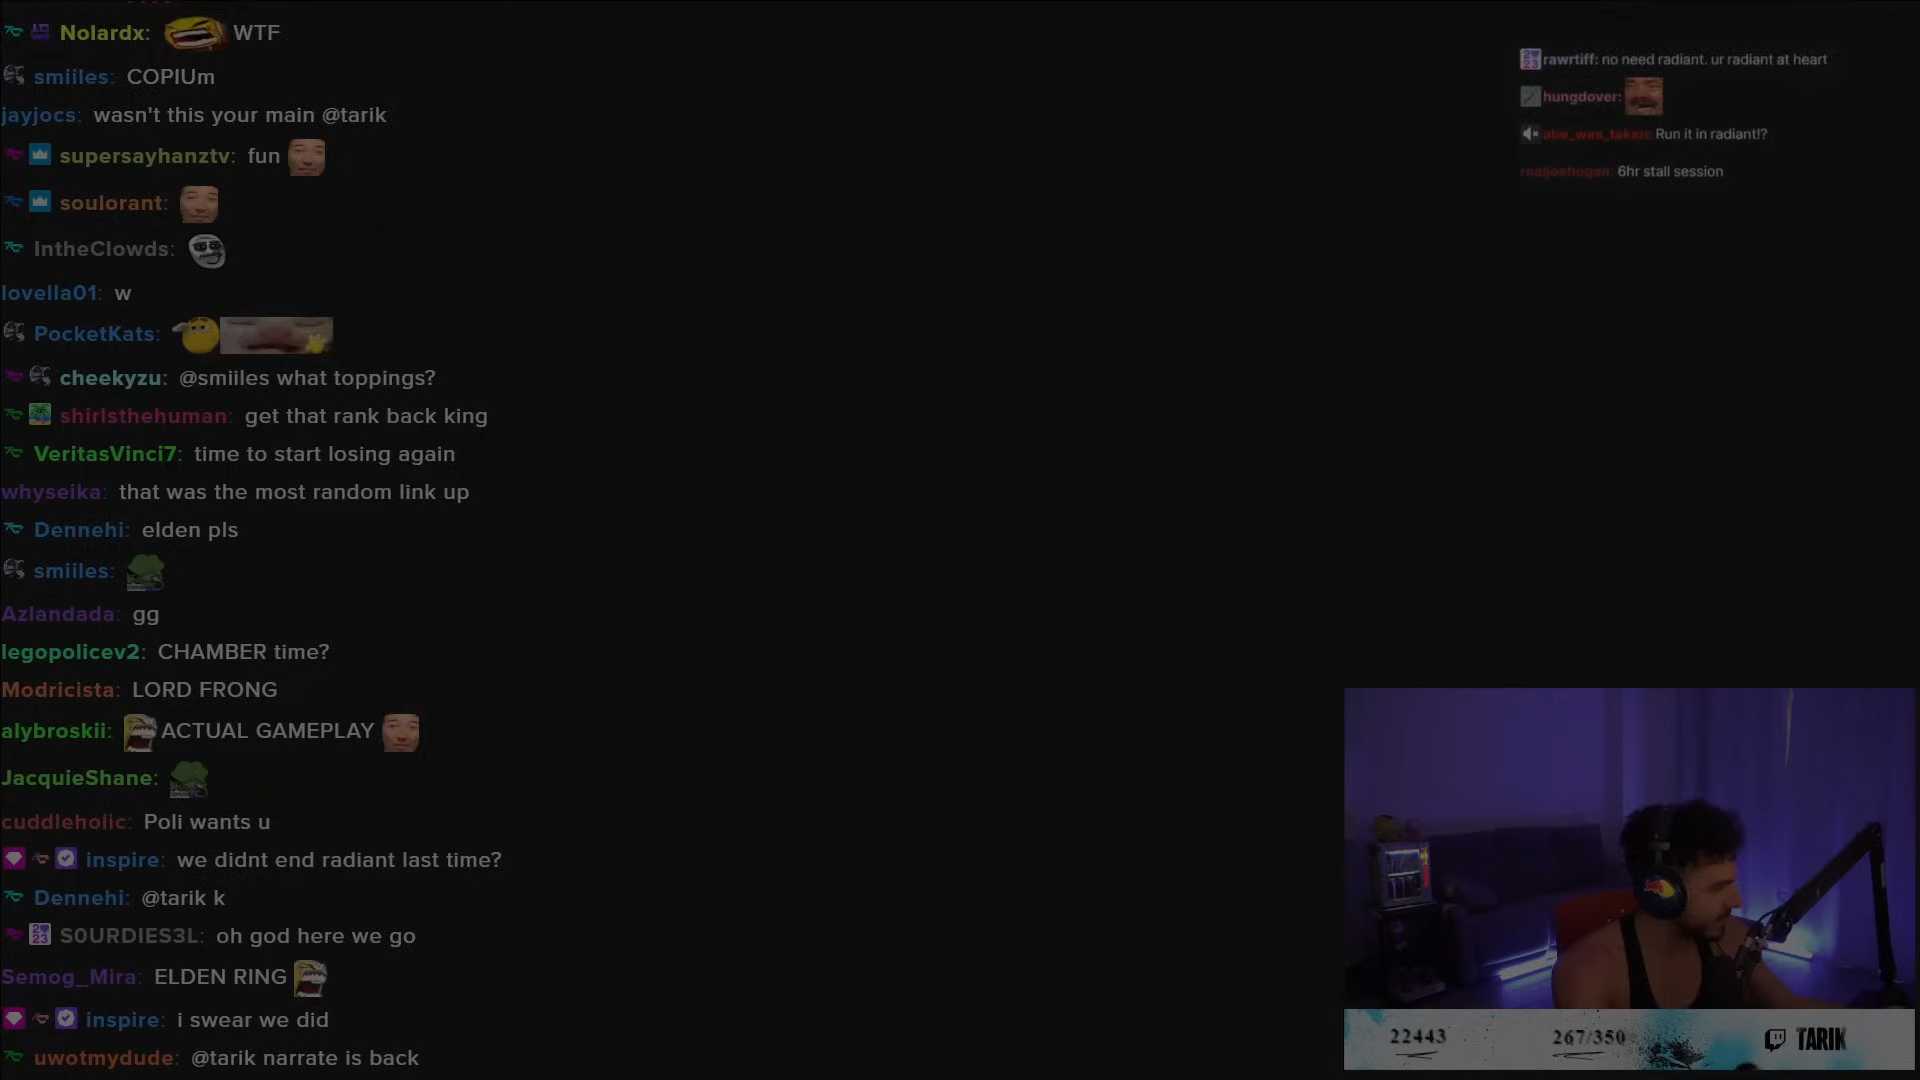 Nolardx: WTF
smiiles: COPIUm
jayjocs: wasn't this your main @tarik
supersayhanztv: fun
soulorant:
IntheClowds:
lovella01: w
PocketKats:
cheekyzu: @smiiles what toppings?
shirlsthehuman: get that rank back king
VeritasVinci7: time to start losing again
whyseika: that was the most random link up
Dennehi: elden pls
smiiles:
Azlandada: gg
legopolicev2: CHAMBER time?
Modricista: LORD FRONG
alybroskii: ACTUAL GAMEPLAY
JacquieShane:
cuddleholic: Poli wants u
inspire: we didnt end radiant last time?
Dennehi: @tarik k
S0URDIES3L: oh god here we go
Semog_Mira: ELDEN RING
inspire: i swear we did
uwotmydude: @tarik narrate is back
rawrtiff: no need radiant. ur radiant at heart
hungdover:
abe_was_taken: Run it in radiant!?
realjoehogan: 6hr stall session
22443
267/350
TARIK